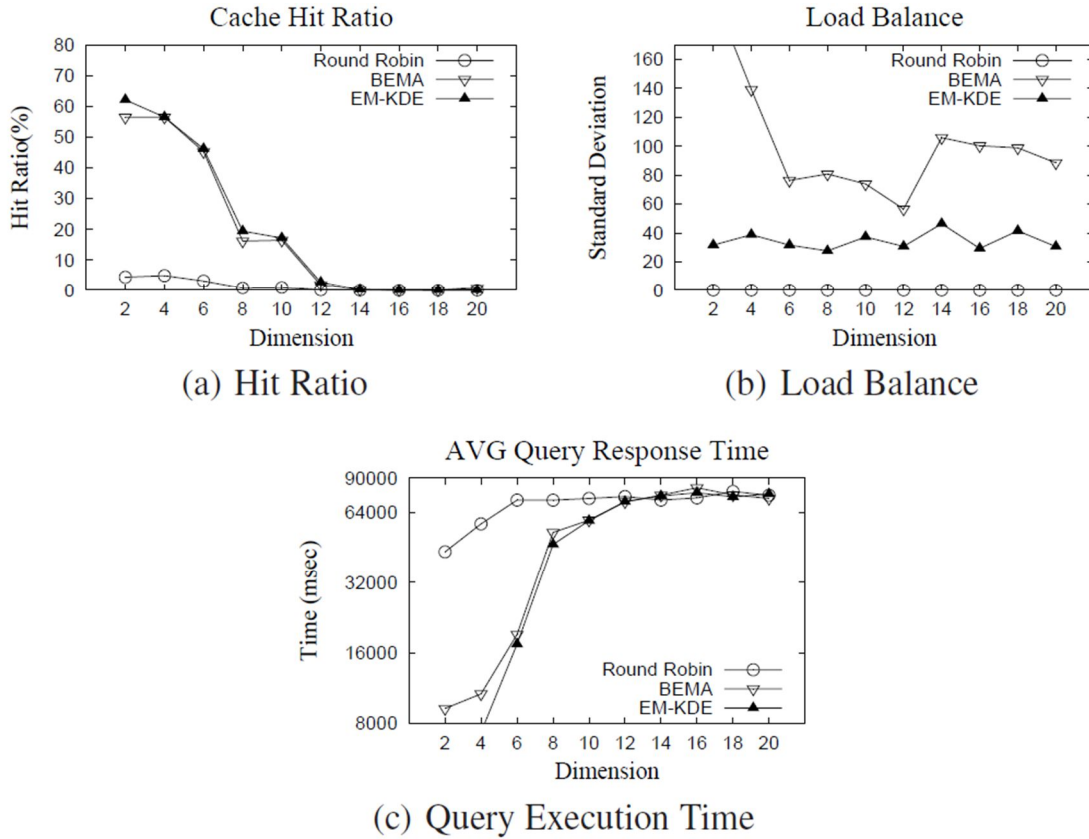 Cache Hit Ratio
Hit Ratio(%)
80
70
60
50
40
30
20
10
0
Round Robin
BEMA
EM-KDE
2 4 6 8 10 12 14 16 18 20
Dimension
(a) Hit Ratio
Load Balance
Standard Deviation
160
140
120
100
80
60
40
20
0
Round Robin
BEMA
EM-KDE
2 4 6 8 10 12 14 16 18 20
Dimension
(b) Load Balance
AVG Query Response Time
Time (msec)
90000
64000
32000
16000
8000
Round Robin
BEMA
EM-KDE
2 4 6 8 10 12 14 16 18 20
Dimension
(c) Query Execution Time